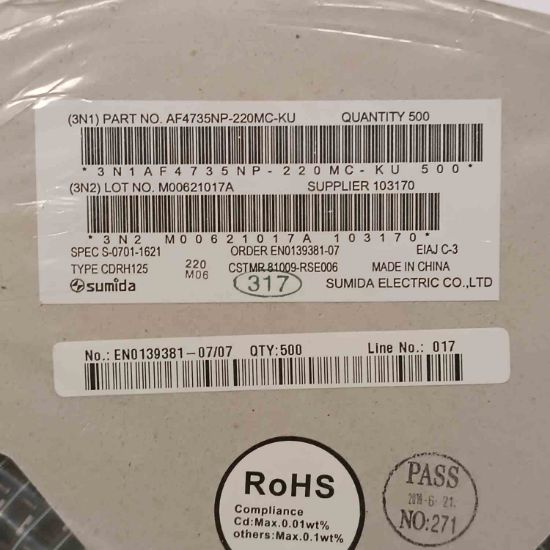 (3N1) PART NO. AF4735NP-220MC-KU QUANTITY 500
*3N1AF4735NP-220MC-KU 500*
(3N2) LOT NO. M00621017A SUPPLIER 103170
*3N2 M00621017A 103170*
SPEC S-0701-1621 ORDER EN0139381-07 EIAJ C-3
TYPE CDRH125 220 CSTMR 81009-RSE006 MADE IN CHINA
M06
sumida 317 SUMIDA ELECTRIC CO.,LTD
No.: EN0139381-07/07 QTY:500 Line No.: 017
RoHS
Compliance
Cd:Max.0.01wt%
others:Max.0.1wt%
PASS
6. 21.
NO:271